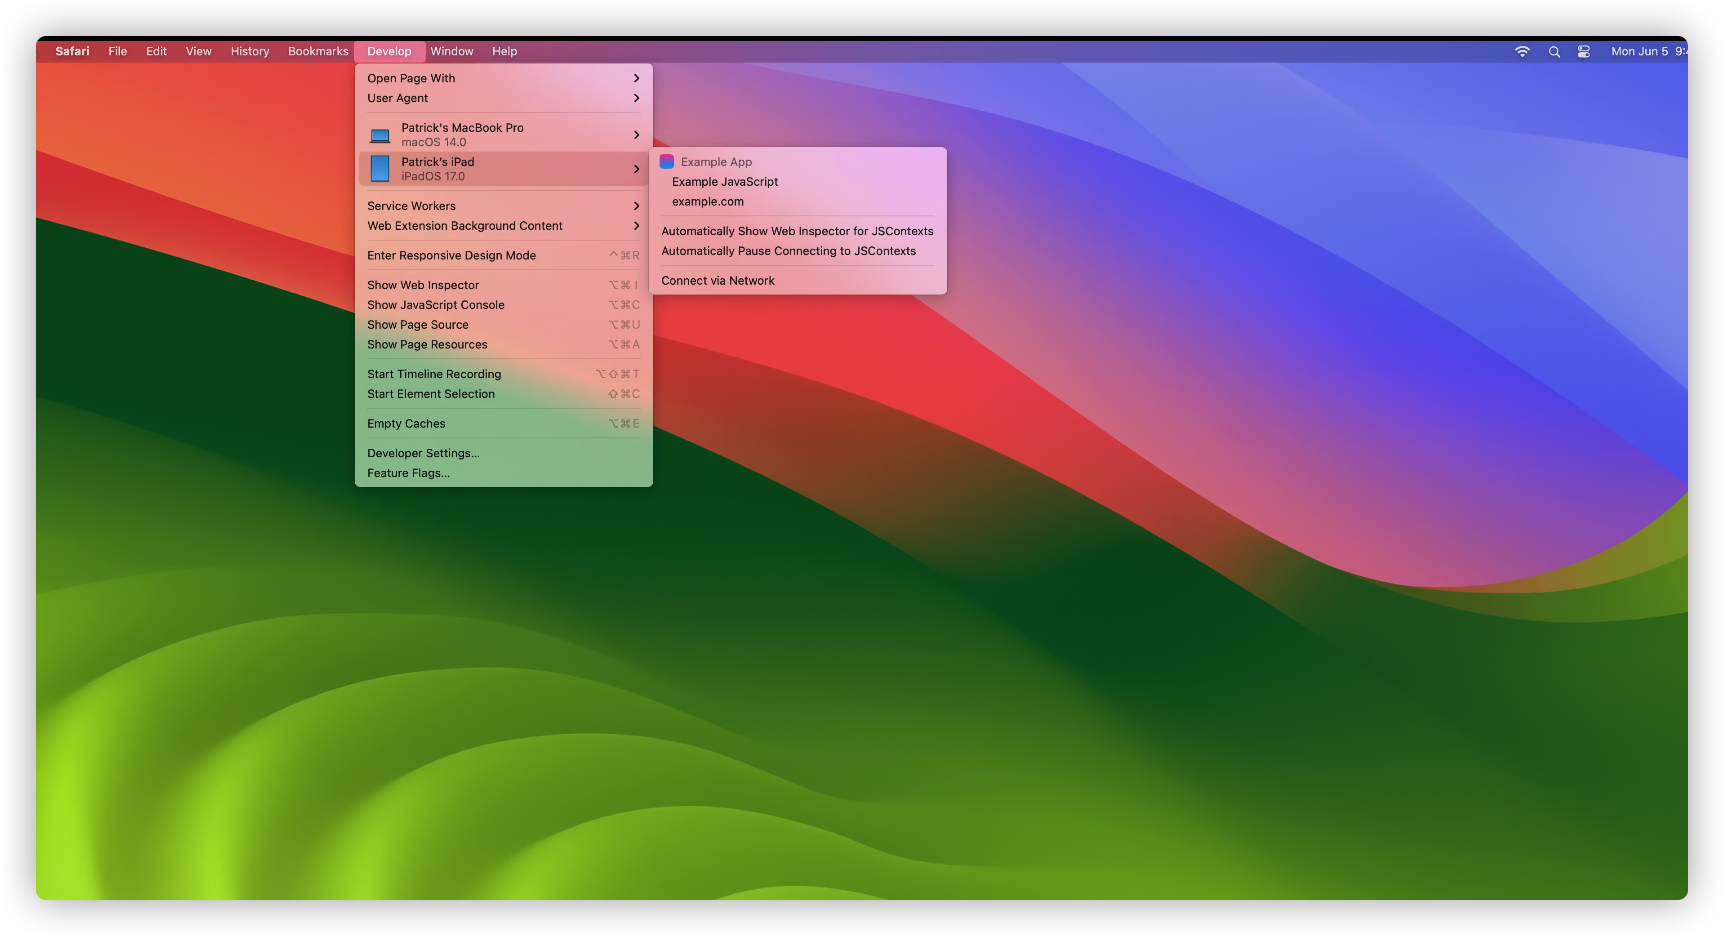 Safari File Edit View History Bookmarks Develop Window Help Mon Jun 5
Open Page With
User Agent
Patrick's MacBook Pro
macOS 14.0
Patrick's iPad
iPadOS 17.0
Service Workers
Web Extension Background Content
Enter Responsive Design Mode ⌃⌘R
Show Web Inspector ⌥⌘I
Show JavaScript Console ⌥⌘C
Show Page Source ⌥⌘U
Show Page Resources ⌥⌘A
Start Timeline Recording ⌥⇧⌘T
Start Element Selection ⇧⌘C
Empty Caches ⌥⌘E
Developer Settings...
Feature Flags...
Example App
Example JavaScript
example.com
Automatically Show Web Inspector for JSContexts
Automatically Pause Connecting to JSContexts
Connect via Network